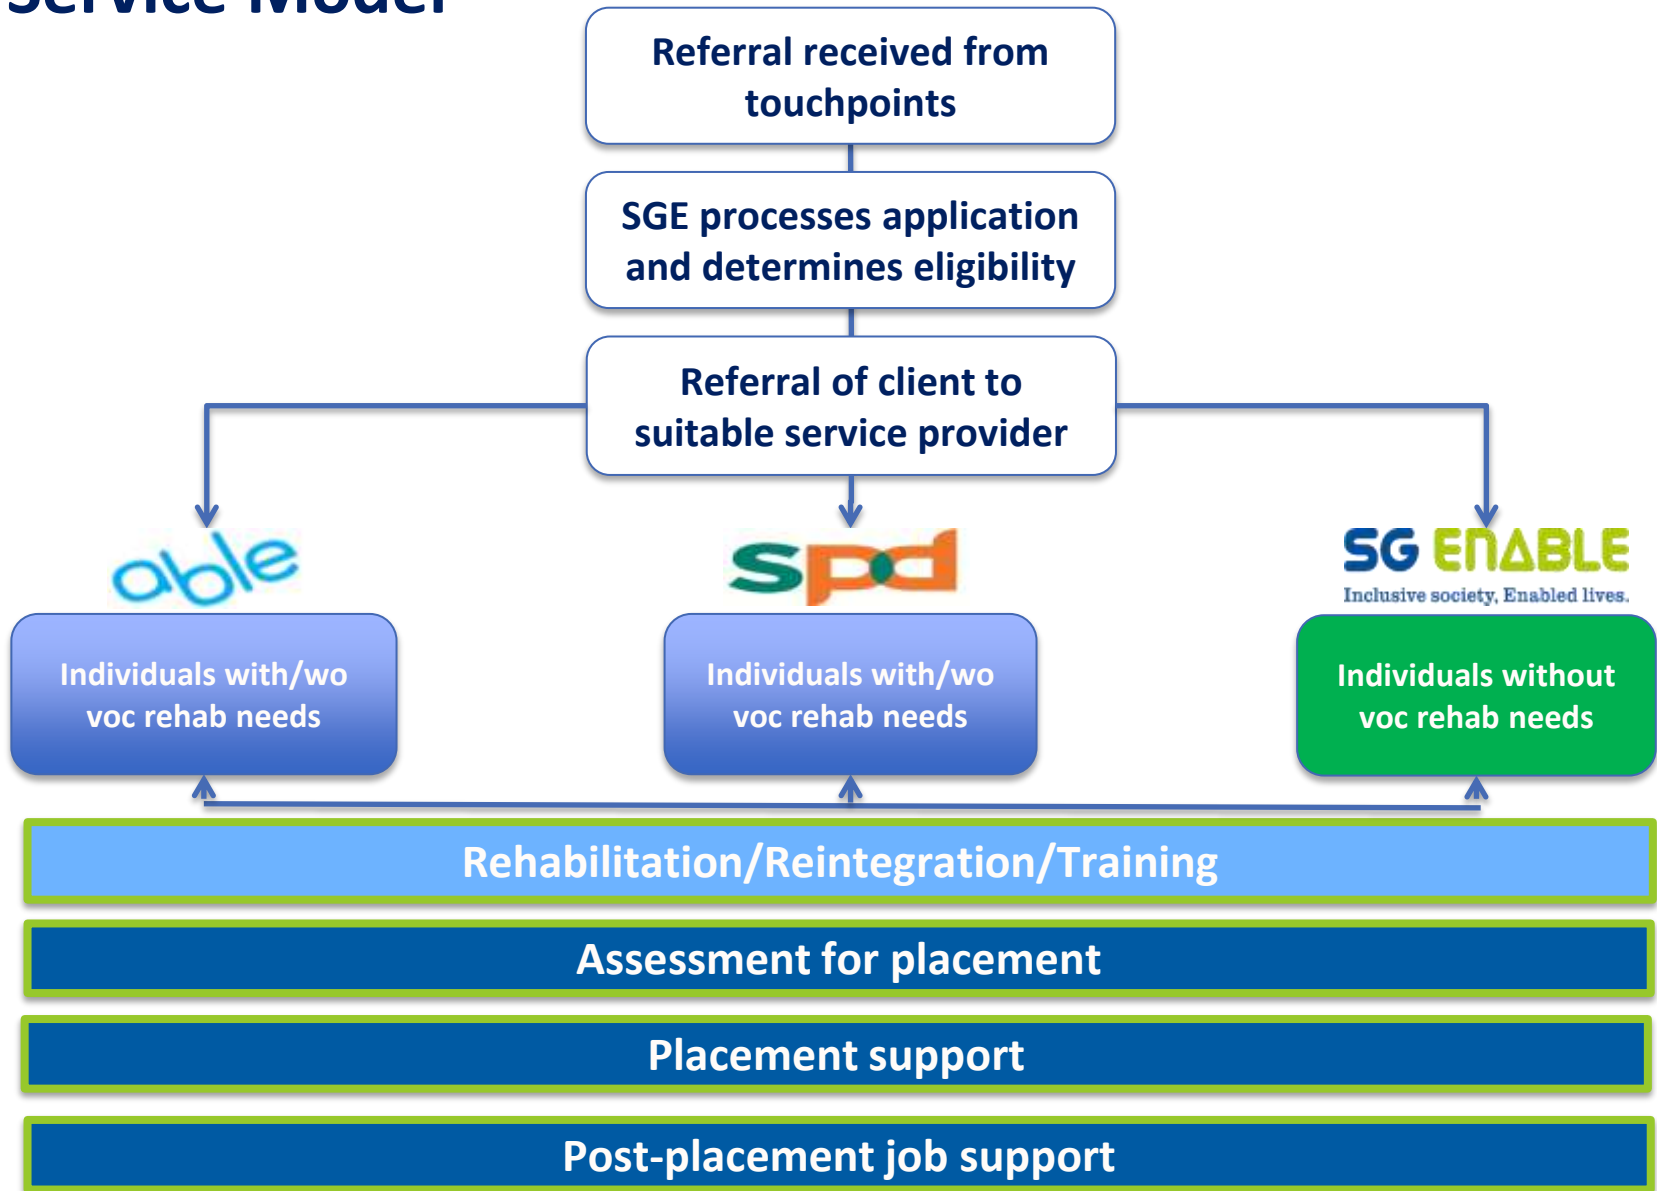 Service Model
Referral received from
touchpoints
SGE processes application
and determines eligibility
Referral of client to
suitable service provider
able
spd
SG ENABLE
Inclusive society, Enabled lives.
Individuals with/wo
voc rehab needs
Individuals with/wo
voc rehab needs
Individuals without
voc rehab needs
Rehabilitation/Reintegration/Training
Assessment for placement
Placement support
Post-placement job support